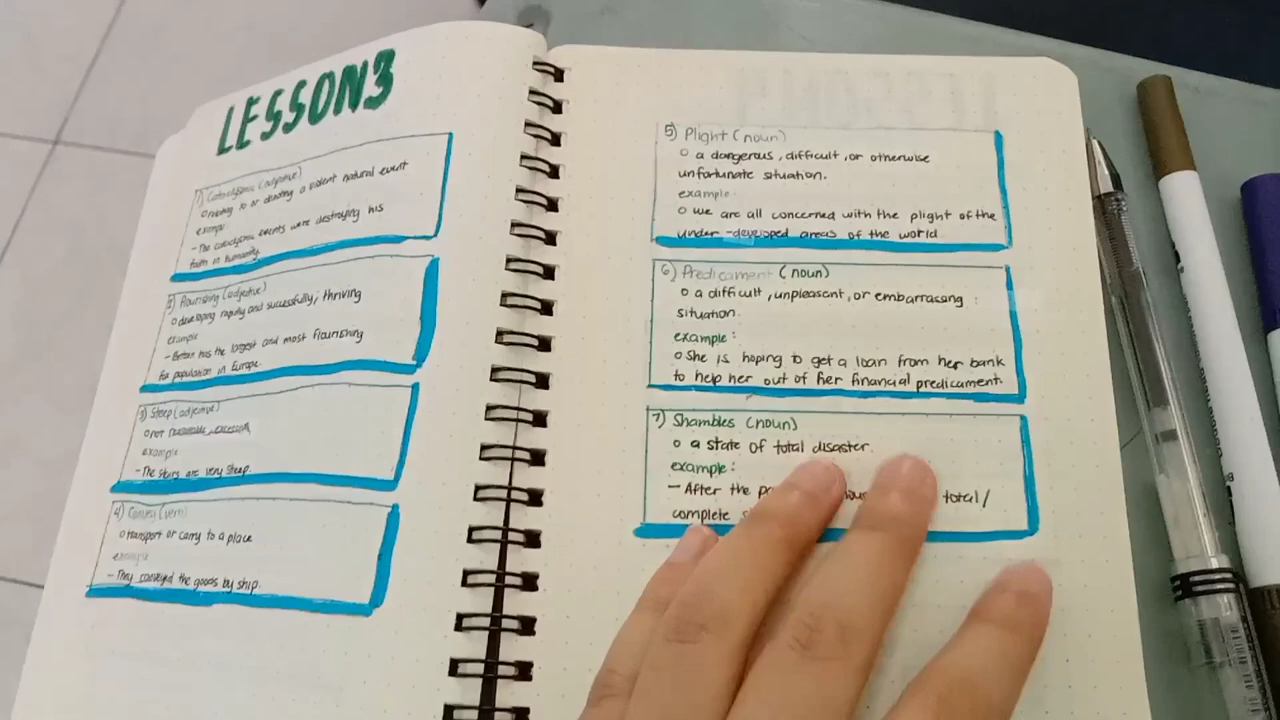 LESSON3
1) Cataclysmic (adjective)
o relating to or denoting a violent natural event
example
- The cataclysmic events were destroying his
faith in humanity.
2) Flourishing (adjective)
o developing rapidly and successfully; thriving
example
- Britain has the largest and most flourishing
population in Europe.
3) Steep (adjective)
o not
example
- The stairs are very steep.
4) Convey (verb)
o transport or carry to a place
example
- They conveyed the goods by ship.
5) Plight (noun)
o a dangerous, difficult, or otherwise
unfortunate situation.
example:
o we are all concerned with the plight of the
under-developed areas of the world
6) Predicament (noun)
o a difficult, unpleasent, or embarrasing
situation.
example:
o She is hoping to get a loan from her bank
to help her out of her financial predicament
7) Shambles (noun)
o a state of total disaster.
example:
- After the total/
complete